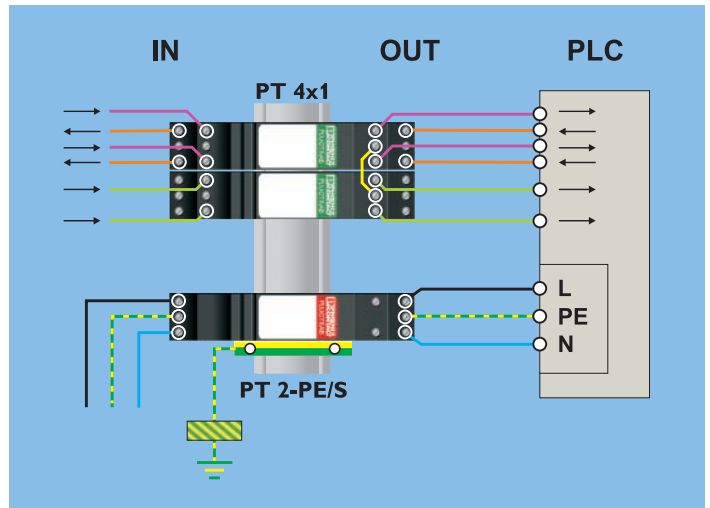 IN OUT PLC
PT 4x1
L
PE
N
PT 2-PE/S